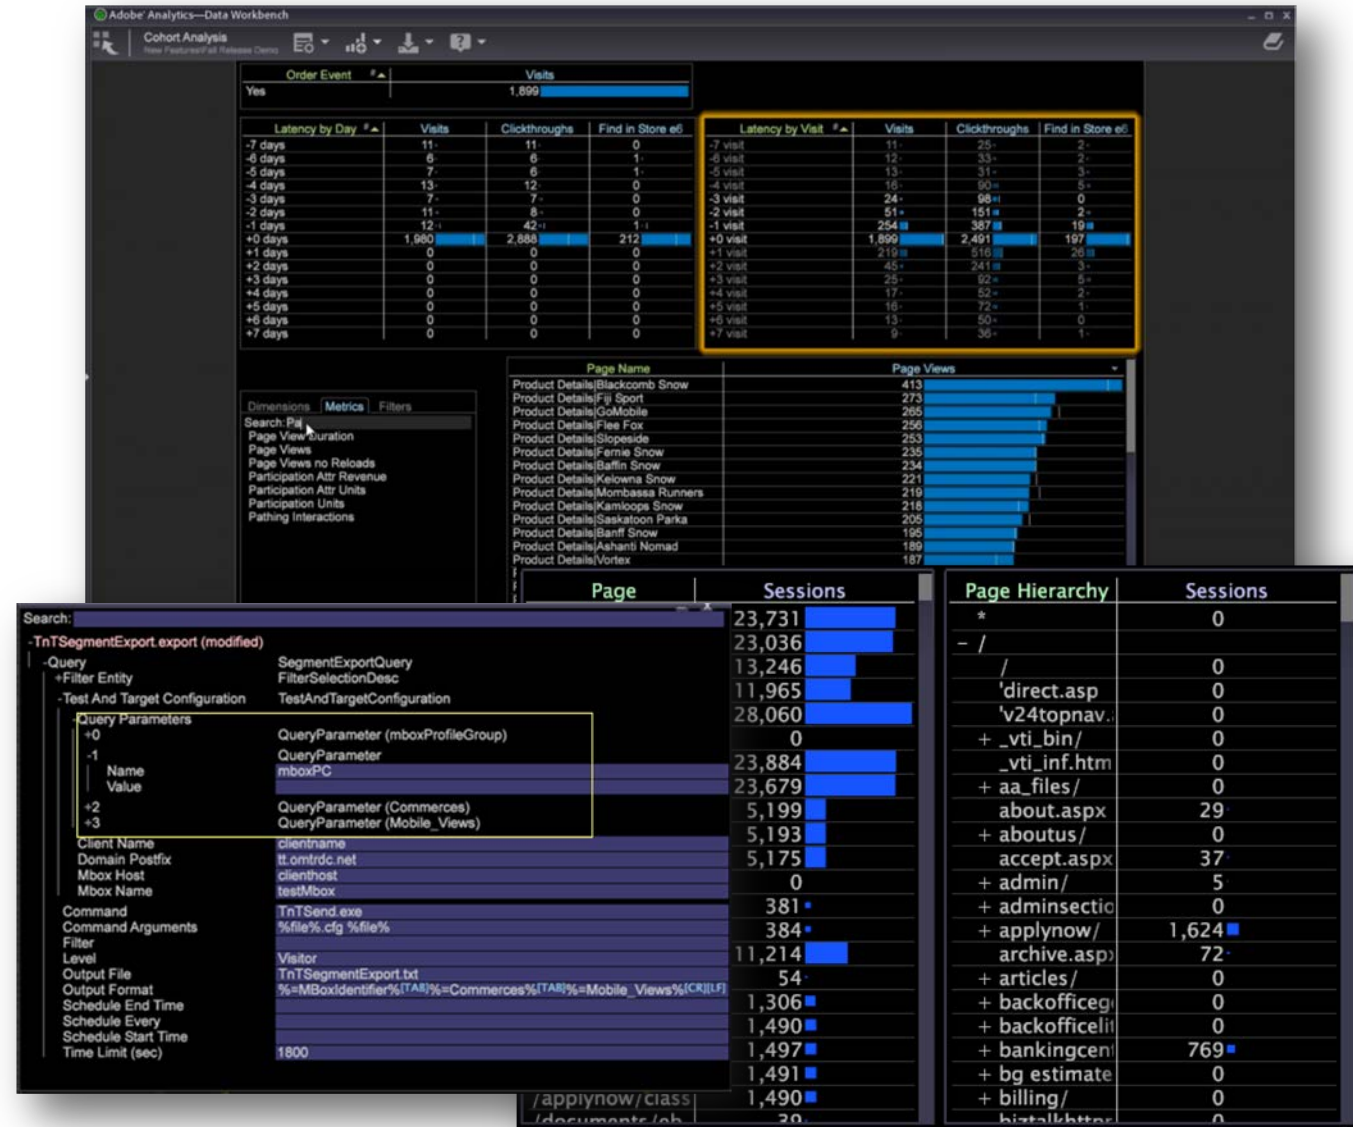 Adobe' Analytics—Data Workbench
Cohort Analysis
New Features\Fall Release Demo
Order Event # Visits
Yes 1,899
Latency by Day # Visits Clickthroughs Find in Store e6
-7 days 11 11 0
-6 days 6 6 1
-5 days 7 6 1
-4 days 13 12 0
-3 days 7 7 0
-2 days 11 8 0
-1 days 12 42 1
+0 days 1,980 2,888 212
+1 days 0 0 0
+2 days 0 0 0
+3 days 0 0 0
+4 days 0 0 0
+5 days 0 0 0
+6 days 0 0 0
+7 days 0 0 0
Latency by Visit # Visits Clickthroughs Find in Store e6
-7 visit 11 25 2
-6 visit 12 33 2
-5 visit 13 31 3
-4 visit 16 90 5
-3 visit 24 98 0
-2 visit 51 151 2
-1 visit 254 387 19
+0 visit 1,899 2,491 197
+1 visit 219 516 26
+2 visit 45 241 3
+3 visit 25 92 5
+4 visit 17 52 2
+5 visit 16 72 1
+6 visit 13 50 0
+7 visit 9 36 1
Dimensions Metrics Filters
Search: Pa
Page View Duration
Page Views
Page Views no Reloads
Participation Attr Revenue
Participation Attr Units
Participation Units
Pathing Interactions
Page Name Page Views
Product Details|Blackcomb Snow 413
Product Details|Fiji Sport 273
Product Details|GoMobile 265
Product Details|Flee Fox 256
Product Details|Slopeside 253
Product Details|Fernie Snow 235
Product Details|Baffin Snow 234
Product Details|Kelowna Snow 221
Product Details|Mombassa Runners 219
Product Details|Kamloops Snow 218
Product Details|Saskatoon Parka 205
Product Details|Banff Snow 195
Product Details|Ashanti Nomad 189
Product Details|Vortex 187
Search:
-TnTSegmentExport.export (modified)
-Query SegmentExportQuery
+Filter Entity FilterSelectionDesc
-Test And Target Configuration TestAndTargetConfiguration
-Query Parameters
+0 QueryParameter (mboxProfileGroup)
-1 QueryParameter
Name mboxPC
Value
+2 QueryParameter (Commerces)
+3 QueryParameter (Mobile_Views)
Client Name clientname
Domain Postfix tt.omtrdc.net
Mbox Host clienthost
Mbox Name testMbox
Command TnTSend.exe
Command Arguments %file%.cfg %file%
Filter
Level Visitor
Output File TnTSegmentExport.txt
Output Format %=MBoxIdentifier%[TAB]%=Commerces%[TAB]%=Mobile_Views%[CR][LF]
Schedule End Time
Schedule Every
Schedule Start Time
Time Limit (sec) 1800
Page Sessions
23,731
23,036
13,246
11,965
28,060
0
23,884
23,679
5,199
5,193
5,175
0
381
384
11,214
54
1,306
1,490
1,497
1,491
/applynow/class 1,490
Page Hierarchy Sessions
* 0
- /
/ 0
'direct.asp 0
'v24topnav. 0
+ _vti_bin/ 0
_vti_inf.htm 0
+ aa_files/ 0
about.aspx 29
+ aboutus/ 0
accept.aspx 37
+ admin/ 5
+ adminsectio 0
+ applynow/ 1,624
archive.asp 72
+ articles/ 0
+ backofficeg 0
+ backofficeli 0
+ bankingcen 769
+ bg estimate 0
+ billing/ 0